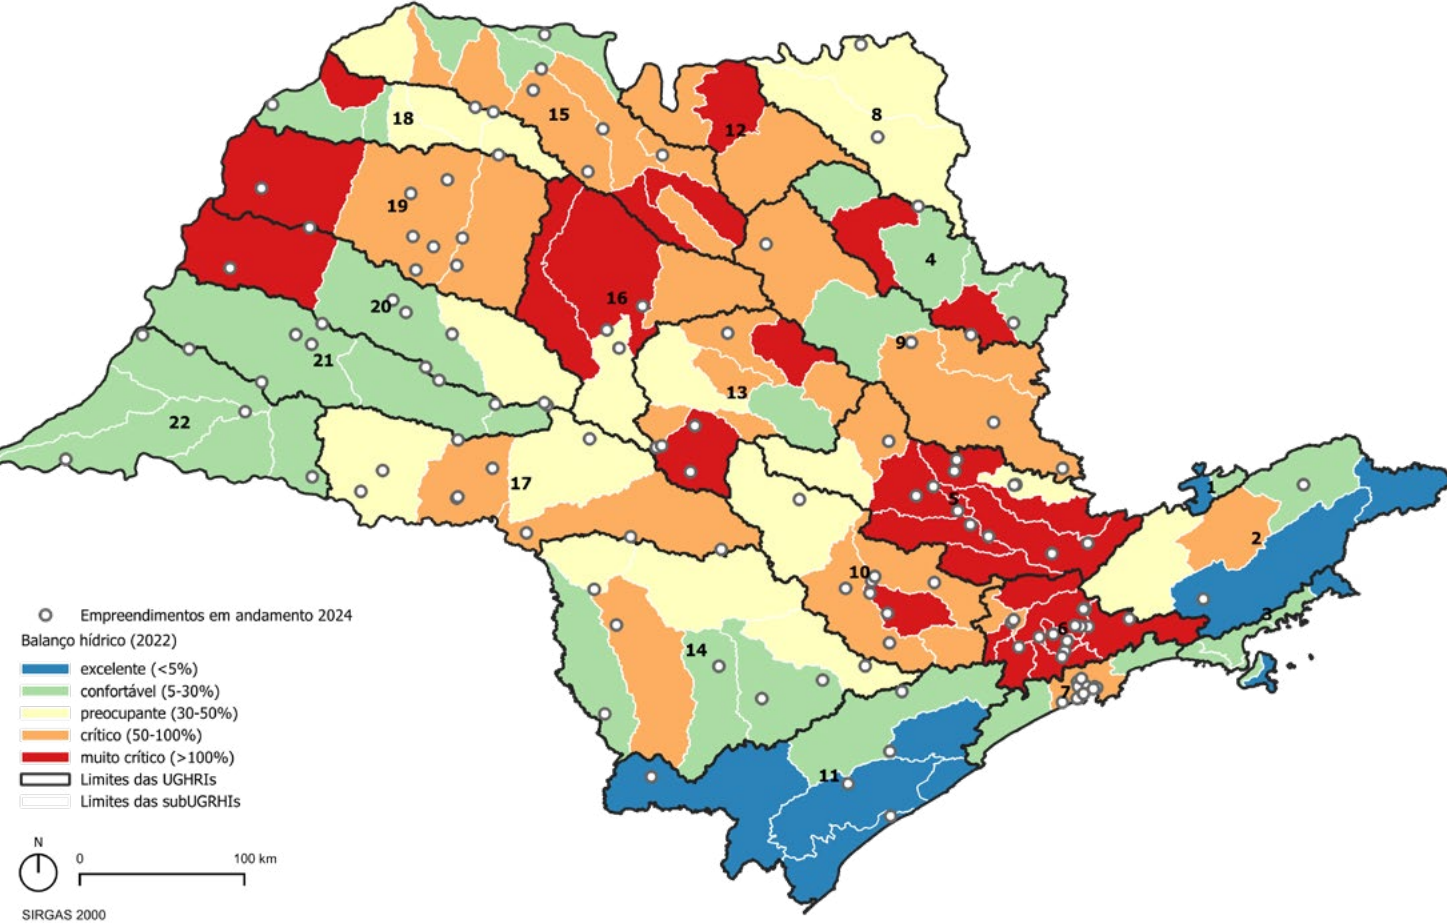 15
18
8
12
19
4
16
20
9
21
13
22
17
5
1
2
10
3
6
14
7
11
Empreendimentos em andamento 2024
Balanço hídrico (2022)
excelente (<5%)
confortável (5-30%)
preocupante (30-50%)
crítico (50-100%)
muito crítico (>100%)
Limites das UGHRIs
Limites das subUGRHIs
N
0 100 km
SIRGAS 2000